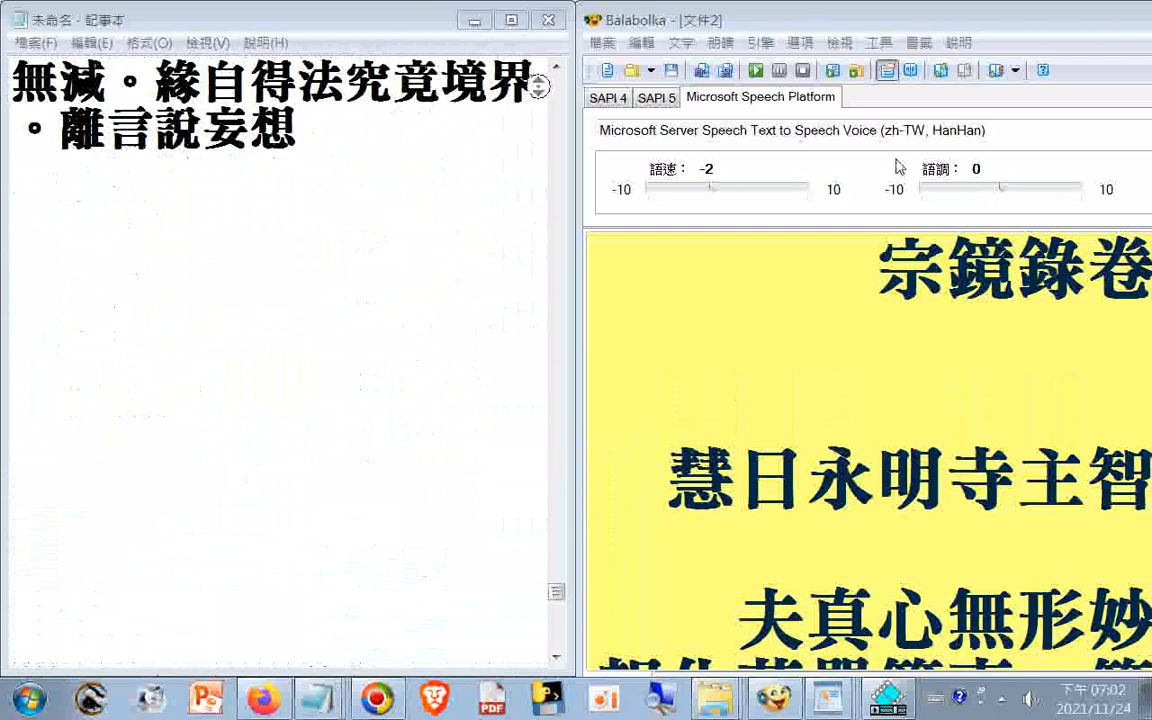 未命名 - 記事本
檔案(F) 編輯(E) 格式(O) 檢視(V) 說明(H)
無減。緣自得法究竟境界
。離言說妄想
Balabolka - [文件2]
檔案 編輯 文字 朗讀 引擎 選項 檢視 工具 書籤 說明
SAPI 4 SAPI 5 Microsoft Speech Platform
Microsoft Server Speech Text to Speech Voice (zh-TW, HanHan)
語速： -2 語調： 0
-10 10 -10 10
宗鏡錄卷
慧日永明寺主智
夫真心無形妙
PDF
下午 07:02
2021/11/24